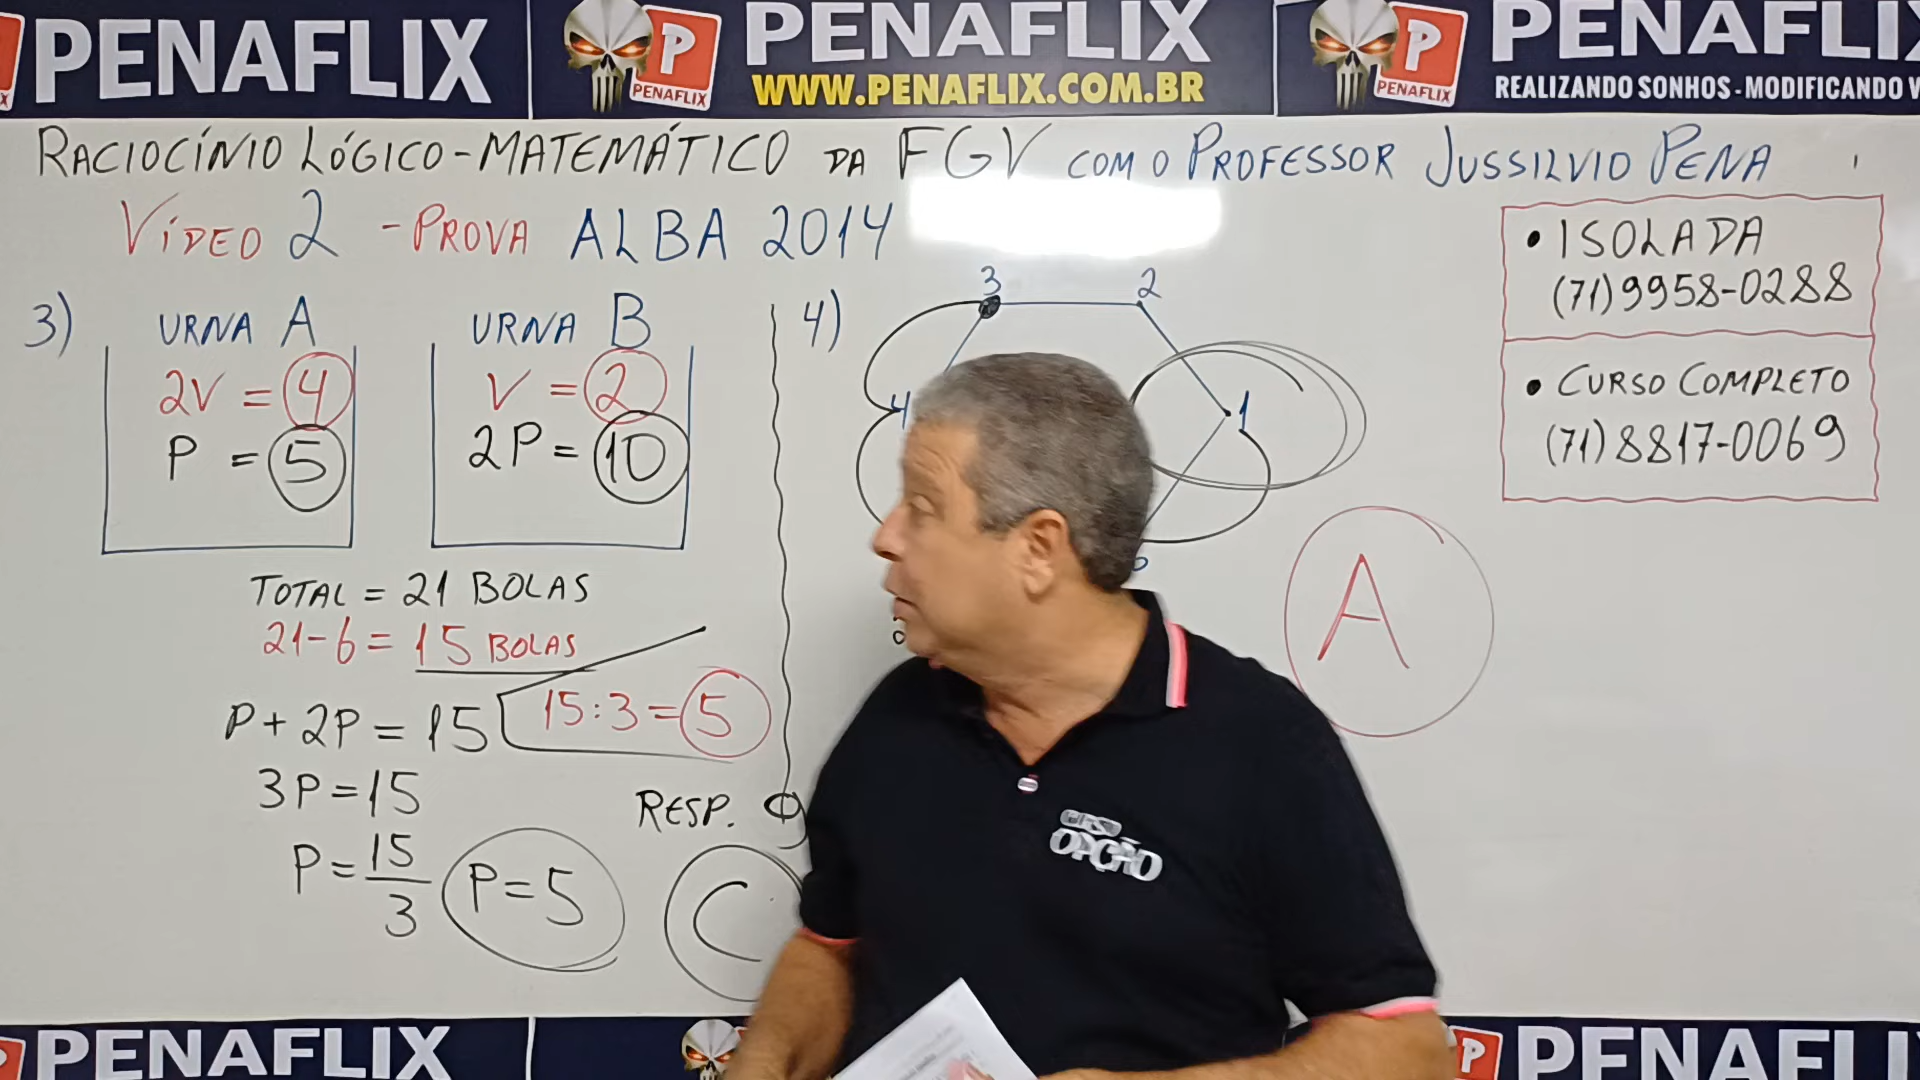 PENAFLIX
P PENAFLIX
PENAFLIX
WWW.PENAFLIX.COM.BR
P PENAFLIX
PENAFLIX
REALIZANDO SONHOS - MODIFICANDO V
RACIOCÍNIO LÓGICO-MATEMÁTICO DA FGV COM O PROFESSOR JUSSILVIO PENA
VÍDEO 2 - PROVA ALBA 2014
• ISOLADA
(71)9958-0288
• CURSO COMPLETO
(71)8817-0069
3)
URNA A
2V = 4
P = 5
URNA B
V = 2
2P = 10
TOTAL = 21 BOLAS
21-6 = 15 BOLAS
P + 2P = 15
15:3 = 5
3P = 15
P = 15
3
P = 5
RESP.
C
4)
3
2
4
1
A
CURSO
OPÇÃO
PENAFLIX
P PENAFLI